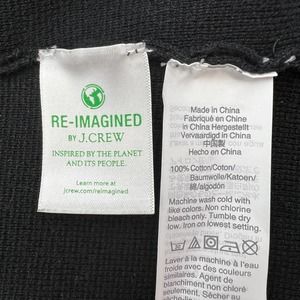 RE-IMAGINED
BY J.CREW
INSPIRED BY THE PLANET
AND ITS PEOPLE.
Learn more at
jcrew.com/reimagined
Made in China
Fabriqué en Chine
In China Hergestellt
Vervaardigd in China
中国製
Hecho en China
100% Cotton/Coton/
Baumwolle/Katoen/
綿/algodón
Machine wash cold with
like colors. Non chlorine
bleach only. Tumble dry
low. Iron on lowest setting.
Laver à la machine à l'eau
froide avec des couleurs
similaires. Agent de
blanchiment sans chlore
seulement. Sécher au